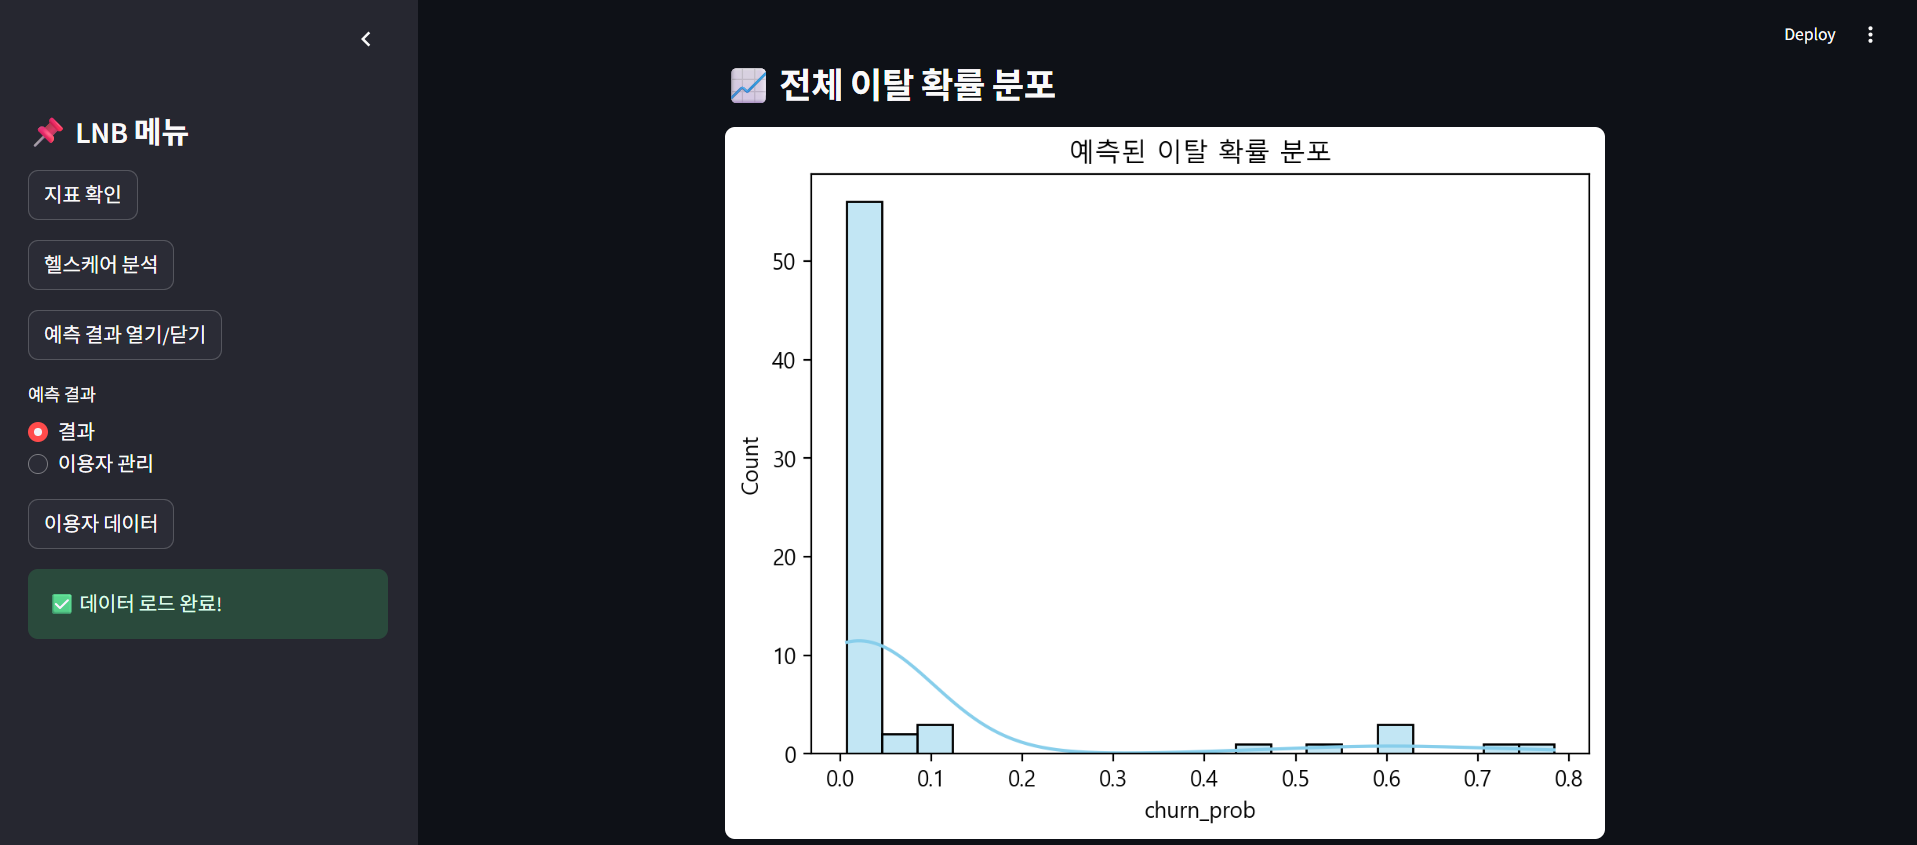 LNB 메뉴
지표 확인
헬스케어 분석
예측 결과 열기/닫기
예측 결과
결과
이용자 관리
이용자 데이터
데이터 로드 완료!
Deploy
전체 이탈 확률 분포
예측된 이탈 확률 분포
Count
50
40
30
20
10
0
0.0 0.1 0.2 0.3 0.4 0.5 0.6 0.7 0.8
churn_prob